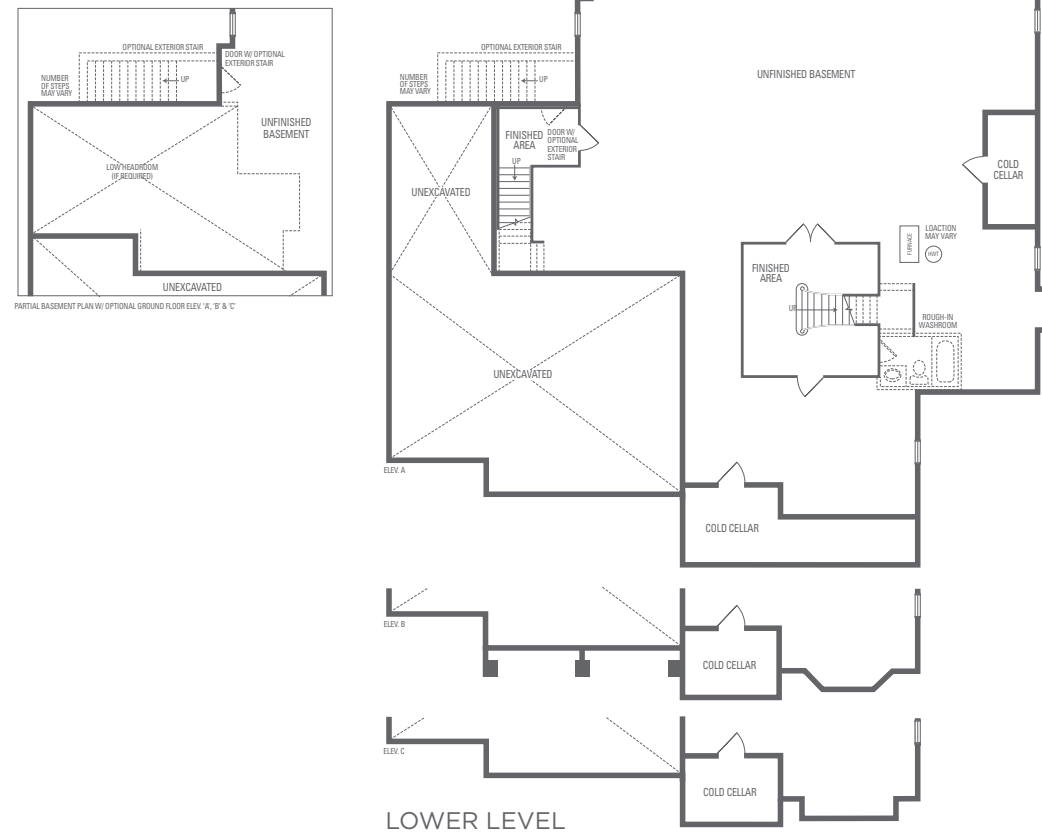 OPTIONAL EXTERIOR STAIR
DOOR W/ OPTIONAL
EXTERIOR STAIR
UP
NUMBER
OF STEPS
MAY VARY
UNFINISHED
BASEMENT
LOW HEADROOM
(IF REQUIRED)
UNEXCAVATED
PARTIAL BASEMENT PLAN W/ OPTIONAL GROUND FLOOR ELEV. 'A', 'B' & 'C'
OPTIONAL EXTERIOR STAIR
UP
NUMBER
OF STEPS
MAY VARY
FINISHED
AREA
DOOR W/
OPTIONAL
EXTERIOR
STAIR
UP
UNEXCAVATED
UNFINISHED BASEMENT
COLD
CELLAR
FURNACE
LOACTION
MAY VARY
HWT
FINISHED
AREA
UP
ROUGH-IN
WASHROOM
UNEXCAVATED
ELEV. A
COLD CELLAR
ELEV. B
COLD CELLAR
ELEV. C
COLD CELLAR
LOWER LEVEL